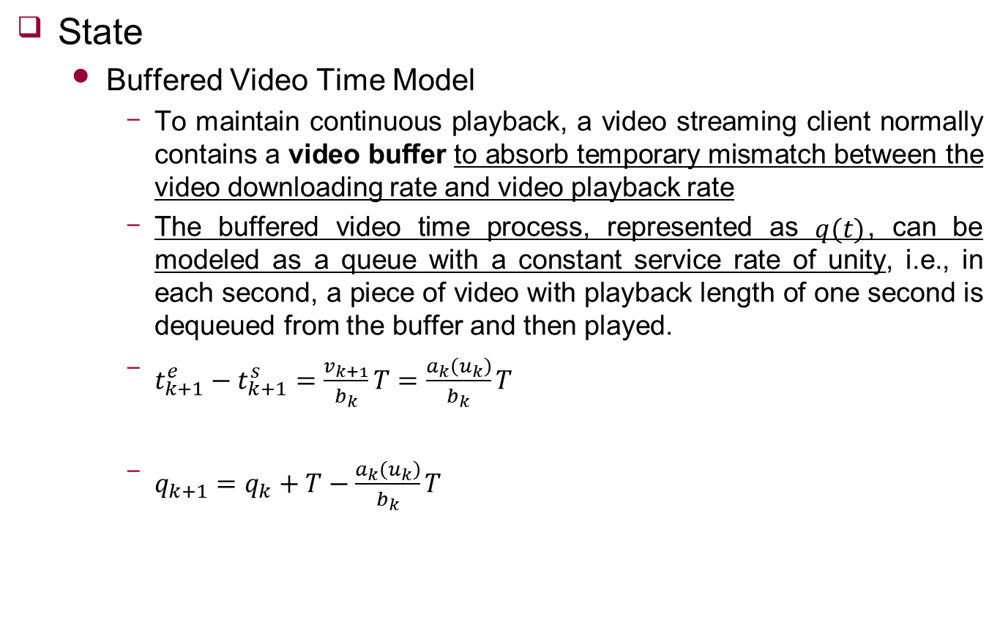 ❑ State
• Buffered Video Time Model
– To maintain continuous playback, a video streaming client normally
contains a video buffer to absorb temporary mismatch between the
video downloading rate and video playback rate
– The buffered video time process, represented as q(t), can be
modeled as a queue with a constant service rate of unity, i.e., in
each second, a piece of video with playback length of one second is
dequeued from the buffer and then played.
– $t_{k+1}^{e} - t_{k+1}^{s} = \frac{v_{k+1}}{b_k} T = \frac{a_k(u_k)}{b_k} T$
– $q_{k+1} = q_k + T - \frac{a_k(u_k)}{b_k} T$